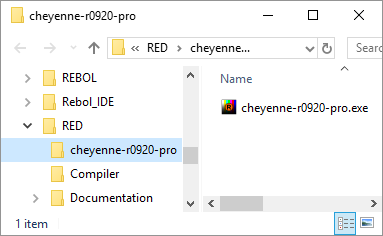 cheyenne-r0920-pro
« RED › cheyenne...
REBOL
Rebol_IDE
RED
cheyenne-r0920-pro
Compiler
Documentation
Name
cheyenne-r0920-pro.exe
1 item